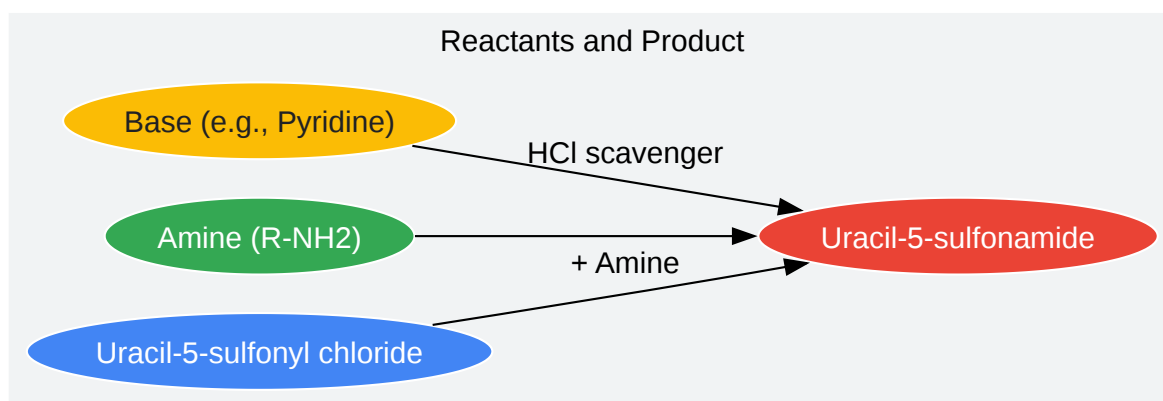 Reactants and Product
Base (e.g., Pyridine)
HCl scavenger
Amine (R-NH2)
Uracil-5-sulfonamide
+ Amine
Uracil-5-sulfonyl chloride